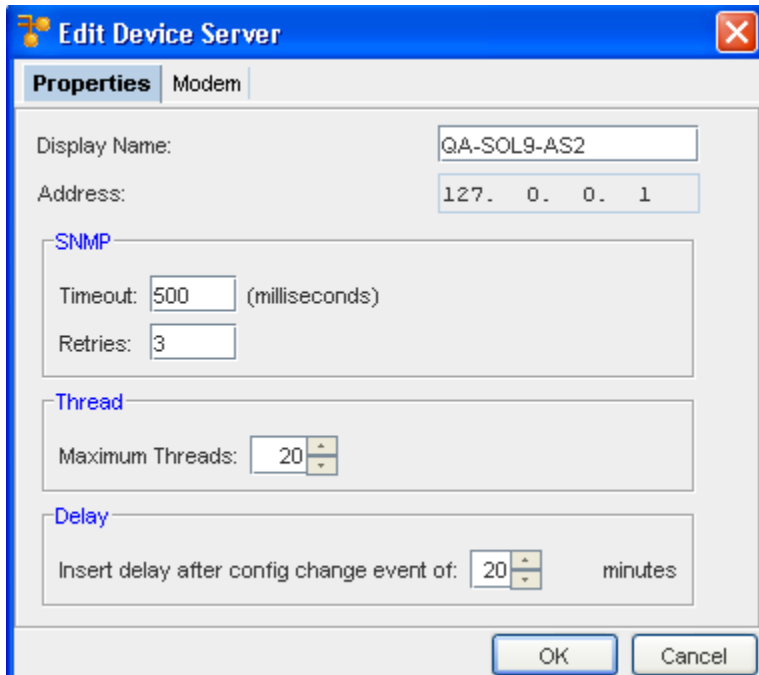 Edit Device Server
Properties Modem
Display Name: QA-SOL9-AS2
Address: 127. 0. 0. 1
SNMP
Timeout: 500 (milliseconds)
Retries: 3
Thread
Maximum Threads: 20
Delay
Insert delay after config change event of: 20 minutes
OK Cancel